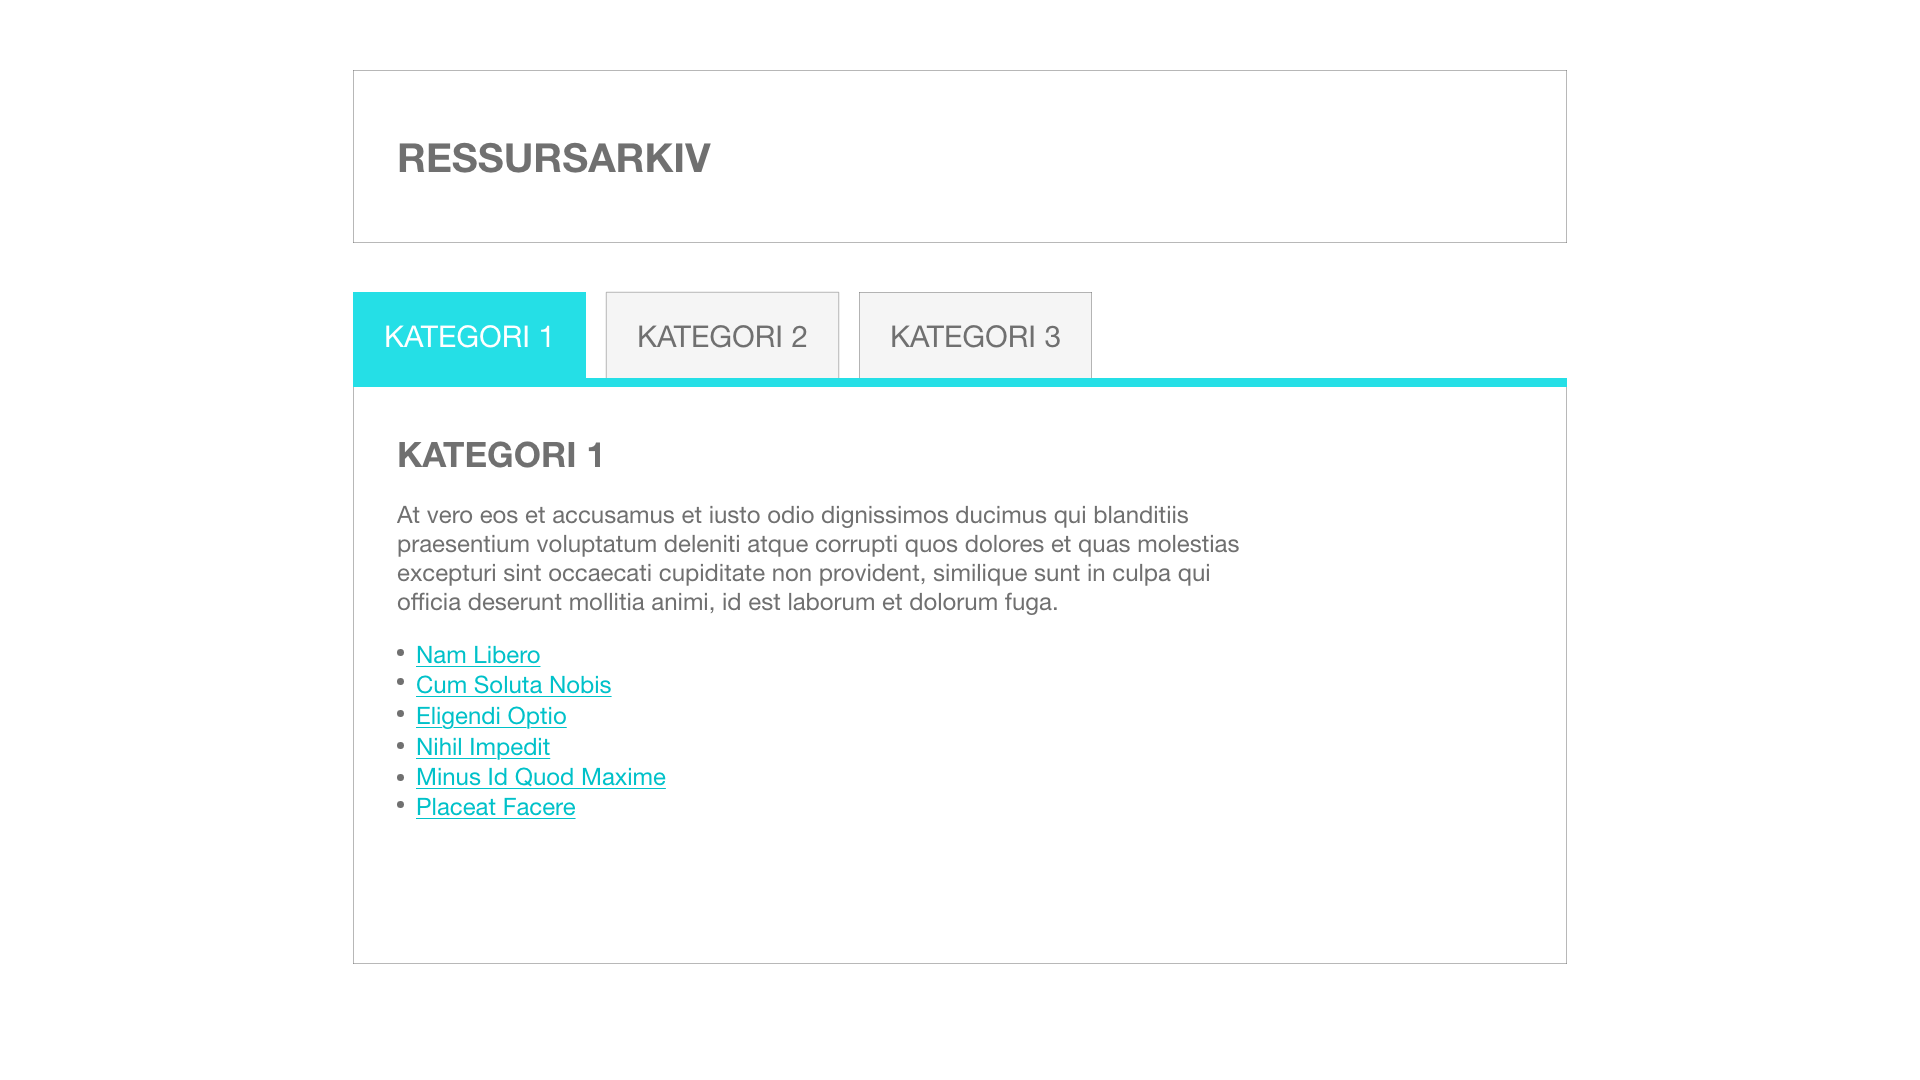 RESSURSARKIV
KATEGORI 1
KATEGORI 2
KATEGORI 3
KATEGORI 1
At vero eos et accusamus et iusto odio dignissimos ducimus qui blanditiis
praesentium voluptatum deleniti atque corrupti quos dolores et quas molestias
excepturi sint occaecati cupiditate non provident, similique sunt in culpa qui
officia deserunt mollitia animi, id est laborum et dolorum fuga.
• Nam Libero
• Cum Soluta Nobis
• Eligendi Optio
• Nihil Impedit
• Minus Id Quod Maxime
• Placeat Facere